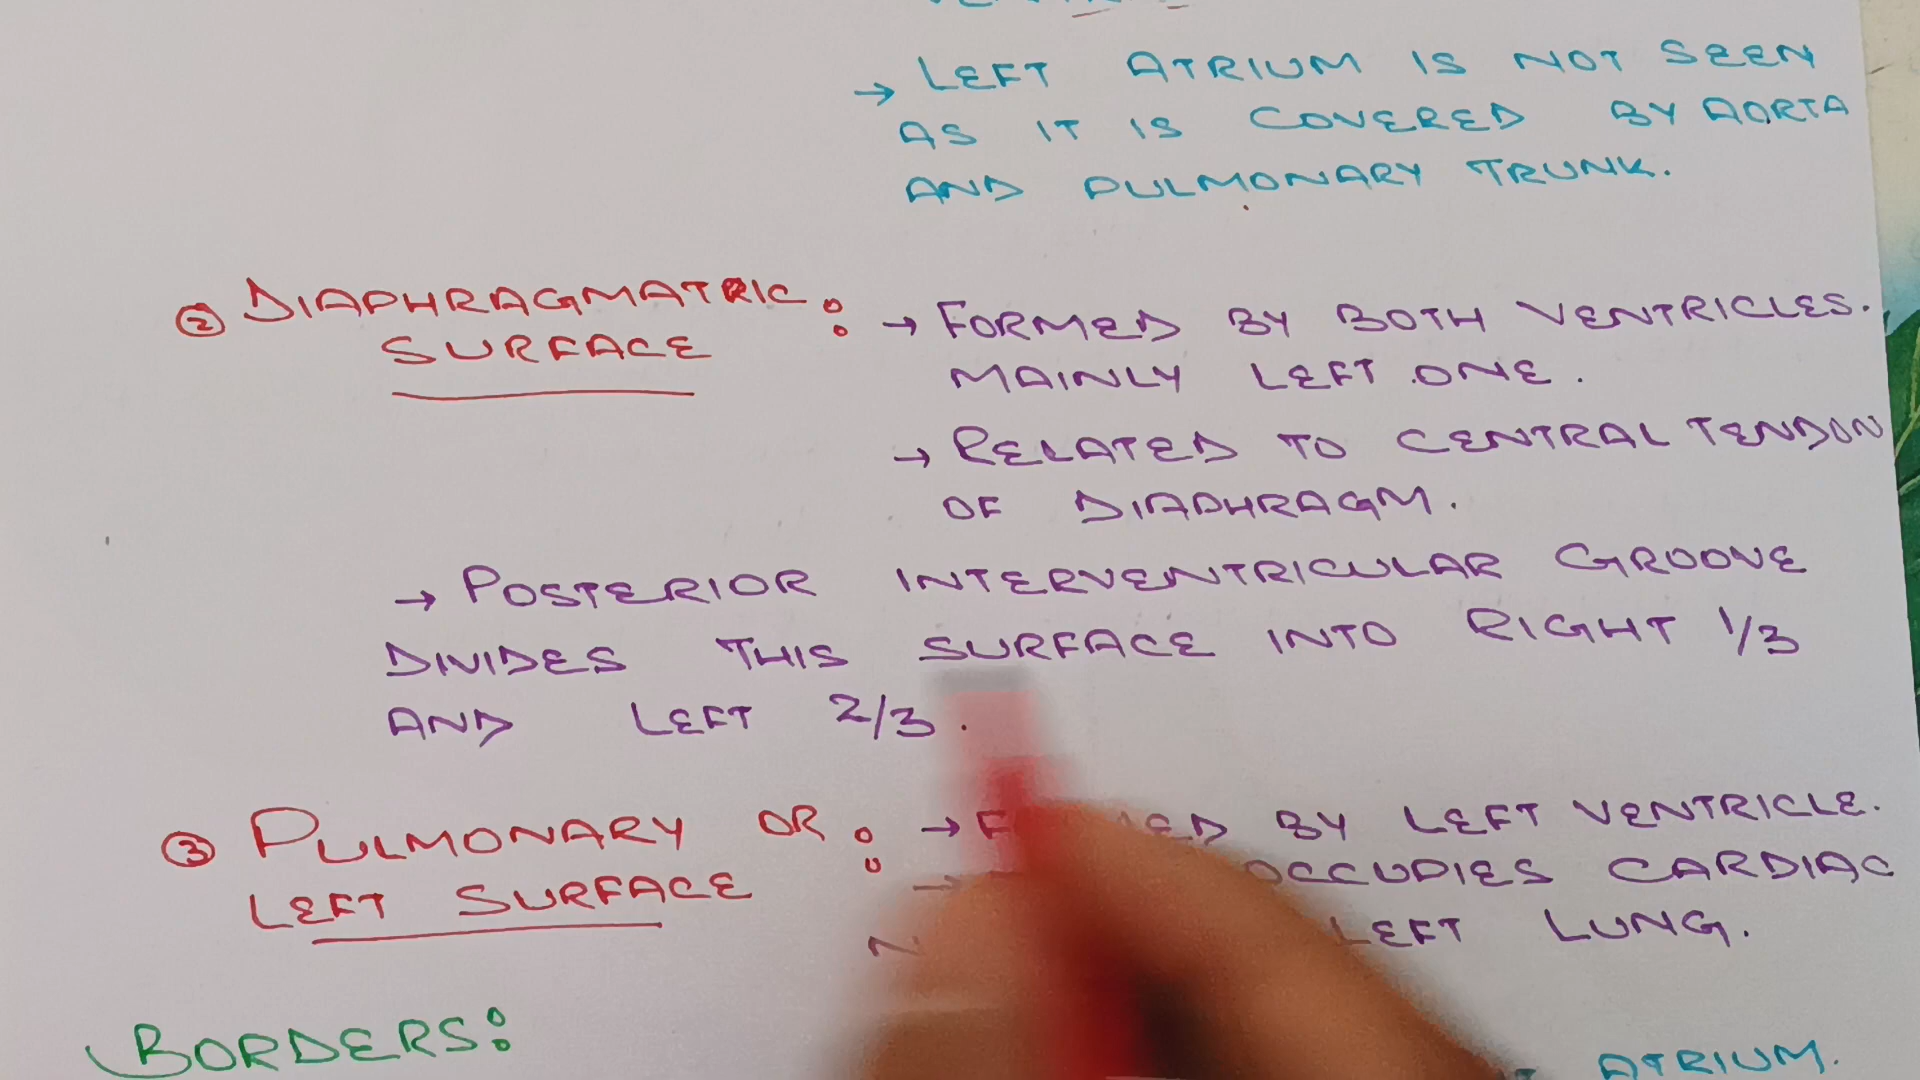 → LEFT ATRIUM IS NOT SEEN
AS IT IS COVERED BY AORTA
AND PULMONARY TRUNK.
② DIAPHRAGMATRIC :
SURFACE
→ FORMED BY BOTH VENTRICLES.
MAINLY LEFT ONE.
→ RELATED TO CENTRAL TENDON
OF DIAPHRAGM.
→ POSTERIOR INTERVENTRICULAR GROOVE
DIVIDES THIS SURFACE INTO RIGHT 1/3
AND LEFT 2/3.
③ PULMONARY OR :
LEFT SURFACE
→ BY LEFT VENTRICLE.
→ OCCUPIES CARDIAC
LEFT LUNG.
BORDERS:
ATRIUM.